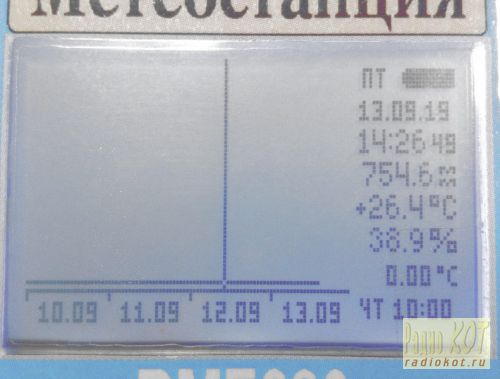 Метеостанция
ПТ
13.09.19
14:26 49
754.6
+26.4°C
38.9%
0.00 °C
10.09 11.09 12.09 13.09 ЧТ 10:00
Радио КОТ
radiokot.ru